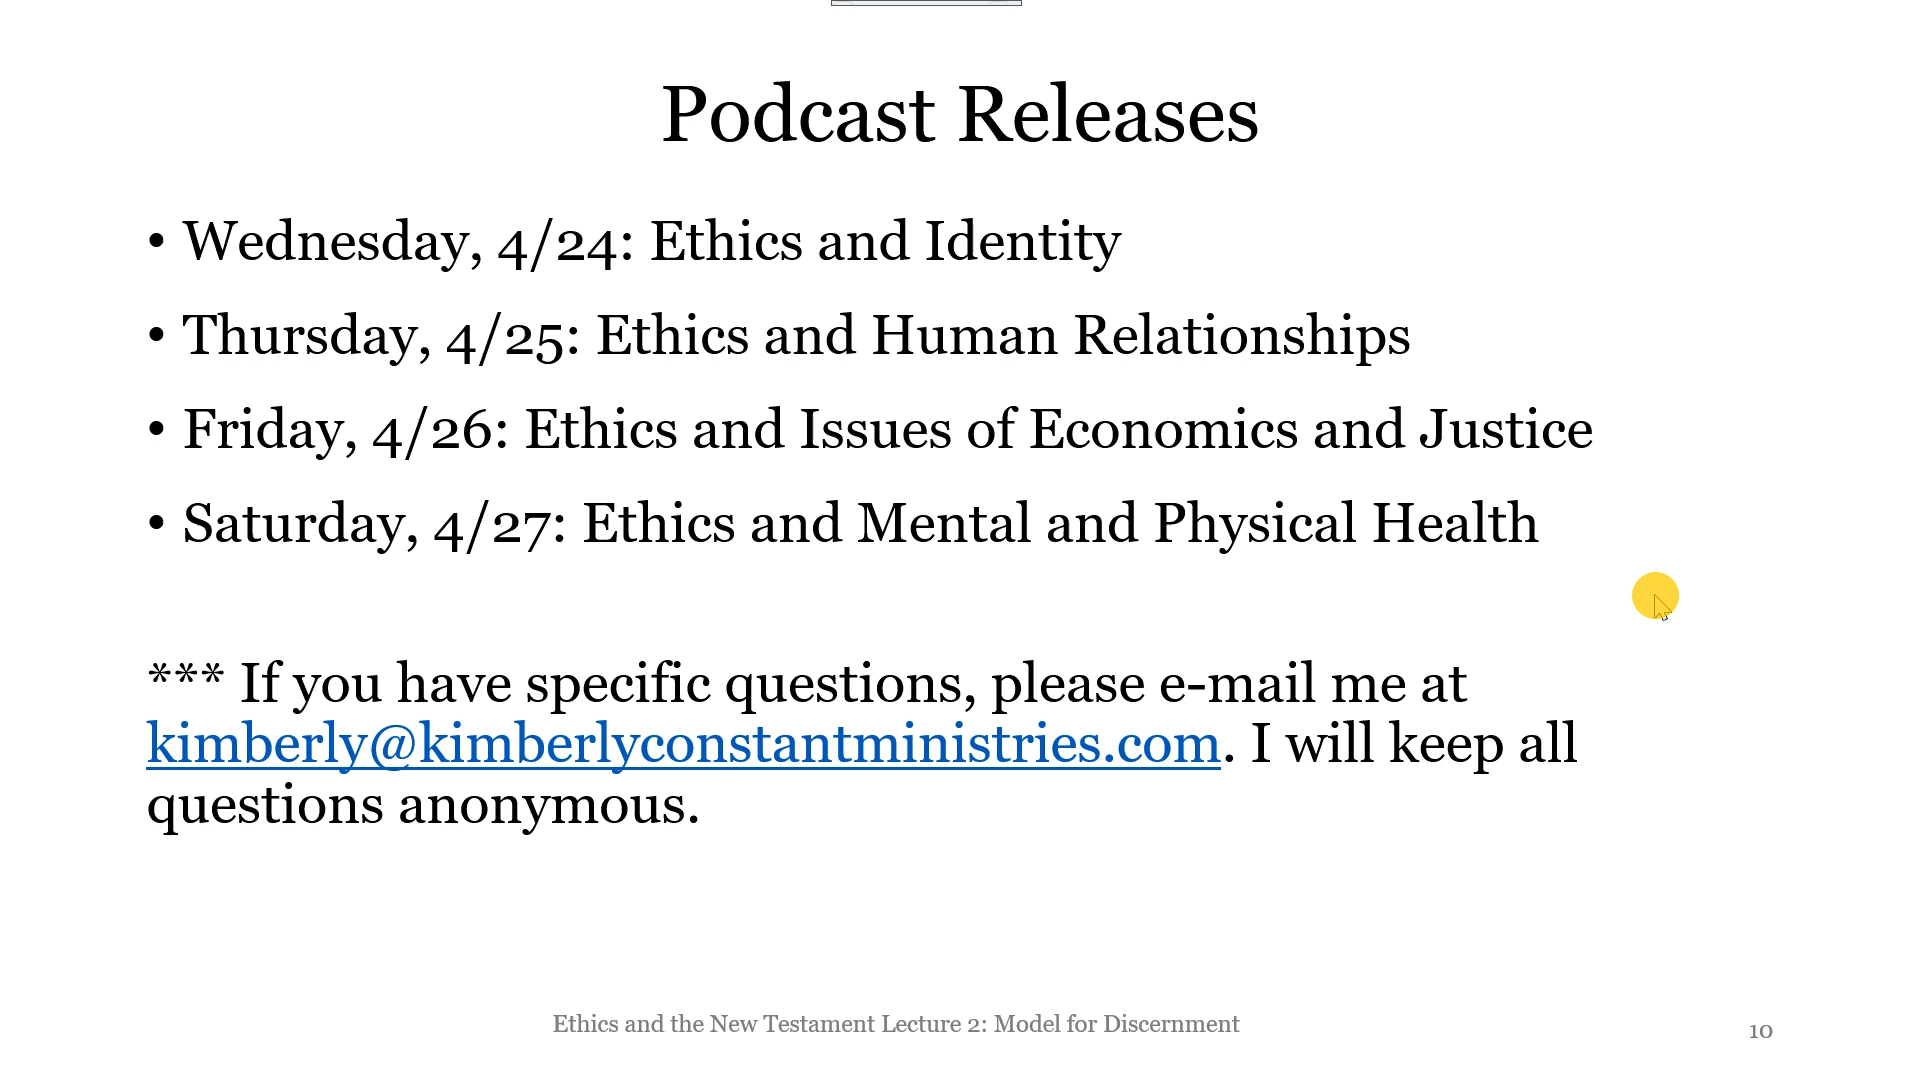 Podcast Releases
• Wednesday, 4/24: Ethics and Identity
• Thursday, 4/25: Ethics and Human Relationships
• Friday, 4/26: Ethics and Issues of Economics and Justice
• Saturday, 4/27: Ethics and Mental and Physical Health
*** If you have specific questions, please e-mail me at
kimberly@kimberlyconstantministries.com. I will keep all
questions anonymous.
Ethics and the New Testament Lecture 2: Model for Discernment
10